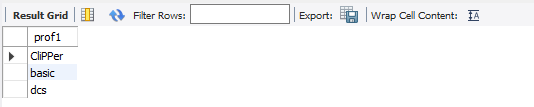 Result Grid Filter Rows: Export: Wrap Cell Content:
prof1
CliPPer
basic
dcs